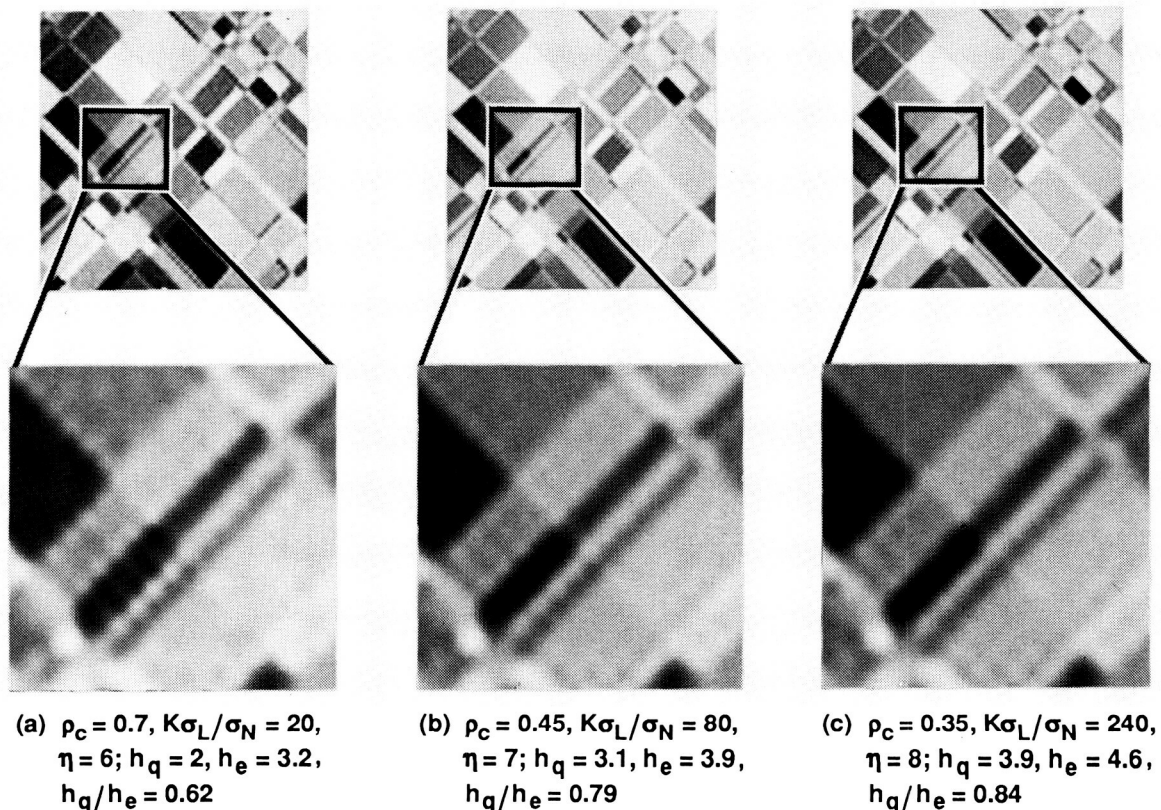 (a) ρc = 0.7, KσL/σN = 20,
η = 6; hq = 2, he = 3.2,
hq/he = 0.62
(b) ρc = 0.45, KσL/σN = 80,
η = 7; hq = 3.1, he = 3.9,
hq/he = 0.79
(c) ρc = 0.35, KσL/σN = 240,
η = 8; hq = 3.9, he = 4.6,
hq/he = 0.84